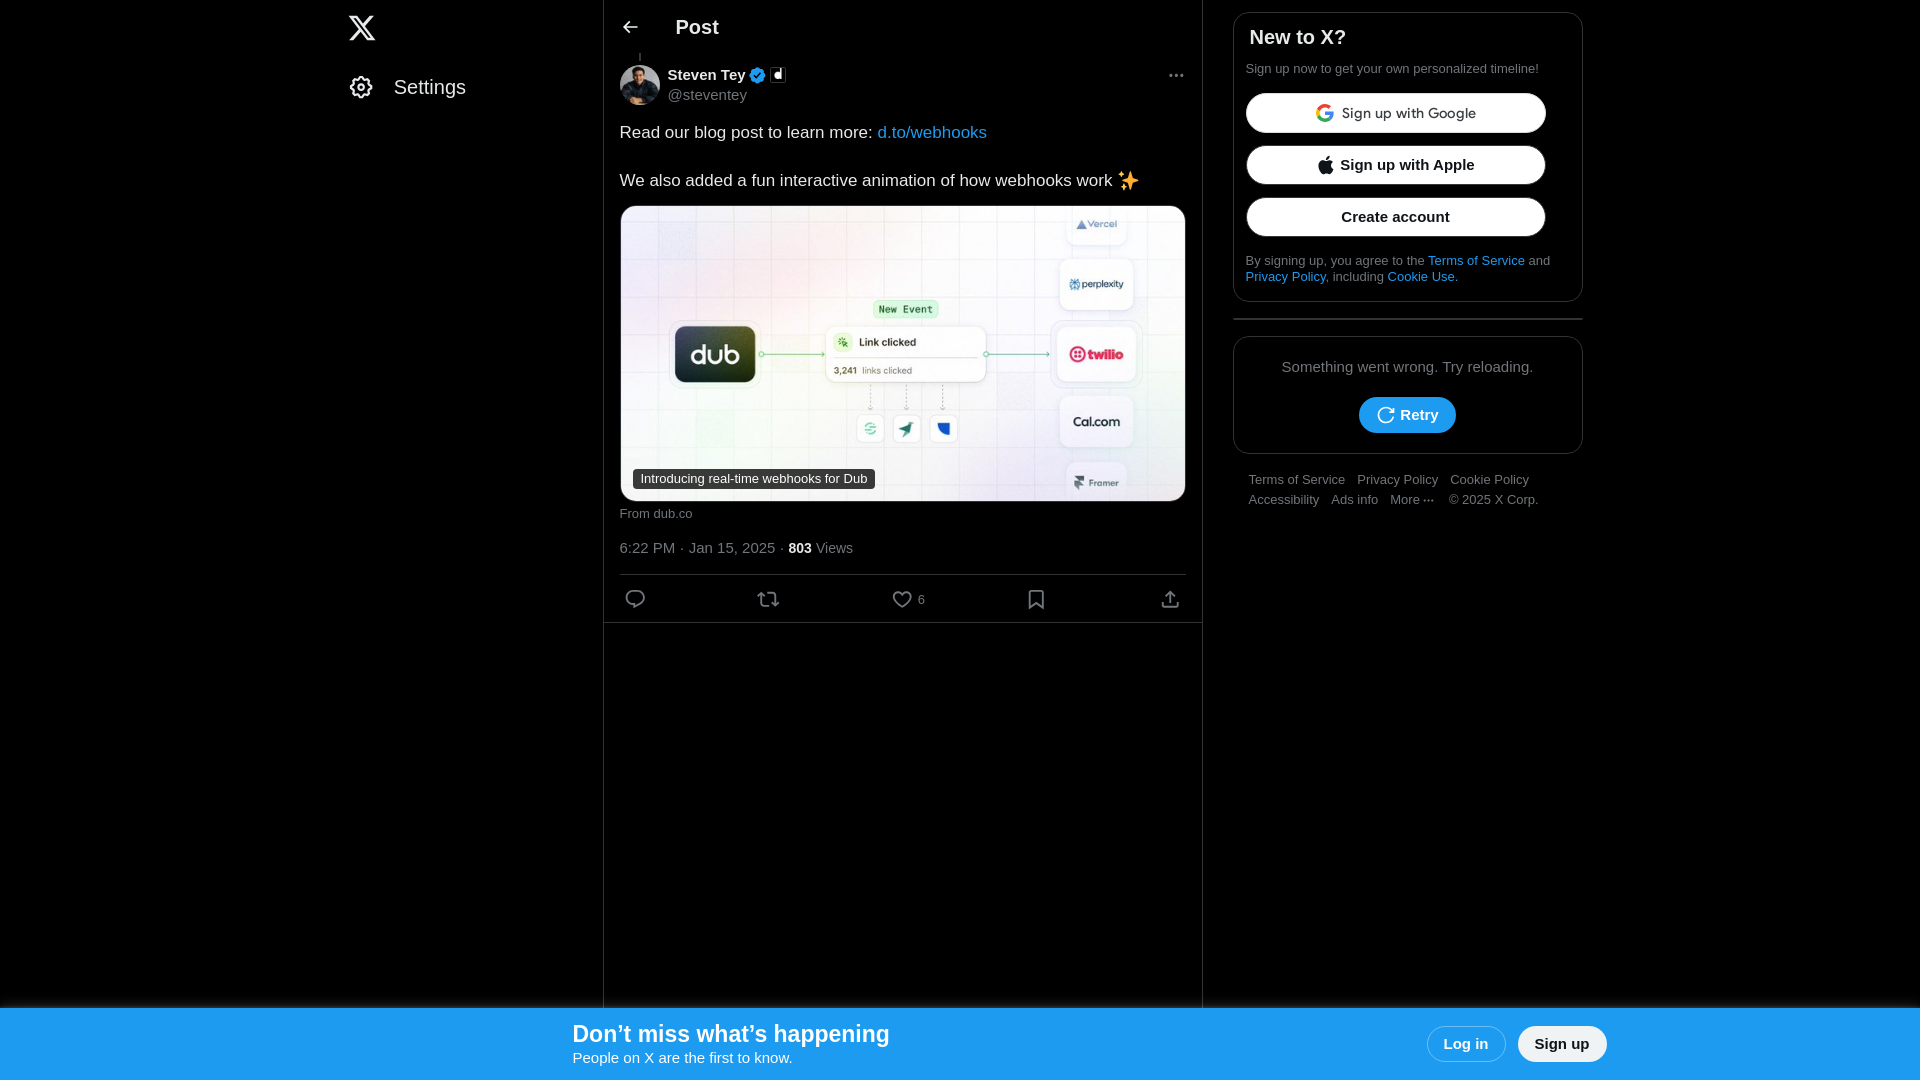 Settings
Post
Steven Tey
@steventey
Read our blog post to learn more: d.to/webhooks
We also added a fun interactive animation of how webhooks work ✨
Vercel
perplexity
New Event
dub
Link clicked
3,241 links clicked
twilio
Cal.com
Framer
Introducing real-time webhooks for Dub
From dub.co
6:22 PM · Jan 15, 2025 · 803 Views
6
New to X?
Sign up now to get your own personalized timeline!
Sign up with Google
Sign up with Apple
Create account
By signing up, you agree to the Terms of Service and
Privacy Policy, including Cookie Use.
Something went wrong. Try reloading.
Retry
Terms of Service Privacy Policy Cookie Policy
Accessibility Ads info More ··· © 2025 X Corp.
Don’t miss what’s happening
People on X are the first to know.
Log in
Sign up